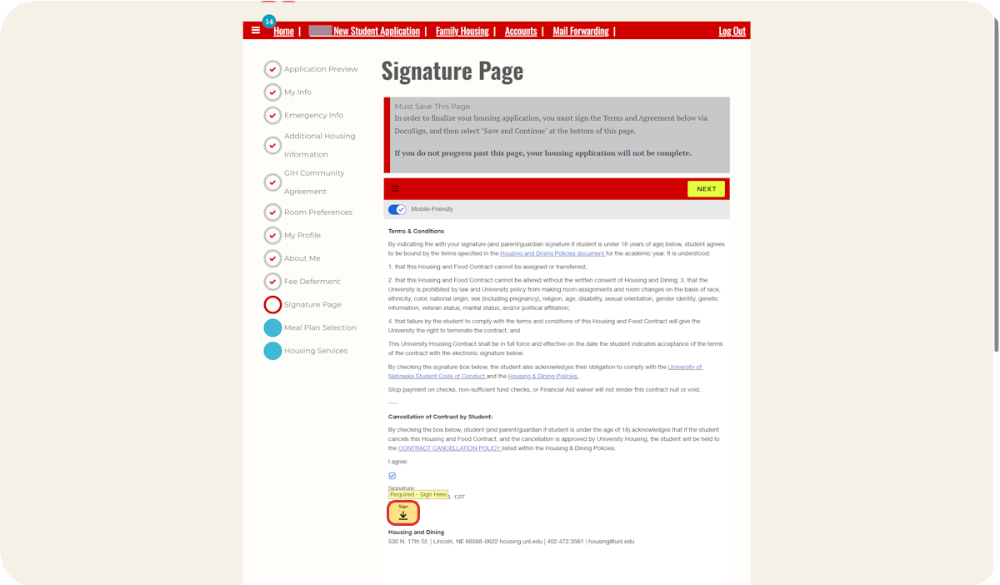 14
Home | New Student Application | Family Housing | Accounts | Mail Forwarding | Log Out
Application Preview
My Info
Emergency Info
Additional Housing
Information
GIH Community
Agreement
Room Preferences
My Profile
About Me
Fee Deferment
Signature Page
Meal Plan Selection
Housing Services
Signature Page
Must Save This Page
In order to finalize your housing application, you must sign the Terms and Agreement below via
DocuSign, and then select "Save and Continue" at the bottom of this page.
If you do not progress past this page, your housing application will not be complete.
NEXT
Mobile-Friendly
Terms & Conditions
By indicating the with your signature (and parent/guardian signature if student is under 18 years of age) below, student agrees
to be bound by the terms specified in the Housing and Dining Policies document for the academic year. It is understood:
1. that this Housing and Food Contract cannot be assigned or transferred;
2. that this Housing and Food Contract cannot be altered without the written consent of Housing and Dining; 3. that the
University is prohibited by law and University policy from making room assignments and room changes on the basis of race,
ethnicity, color, national origin, sex (including pregnancy), religion, age, disability, sexual orientation, gender identity, genetic
information, veteran status, marital status, and/or political affiliation;
4. that failure by the student to comply with the terms and conditions of this Housing and Food Contract will give the
University the right to terminate the contract; and
This University Housing Contract shall be in full force and effective on the date the student indicates acceptance of the terms
of the contract with the electronic signature below:
By checking the signature box below, the student also acknowledges their obligation to comply with the University of
Nebraska Student Code of Conduct and the Housing & Dining Policies.
Stop payment on checks, non-sufficient fund checks, or Financial Aid waiver will not render this contract null or void.
----
Cancellation of Contract by Student:
By checking the box below, student (and parent/guardian if student is under the age of 18) acknowledges that if the student
cancels this Housing and Food Contract, and the cancellation is approved by University Housing, the student will be held to
the CONTRACT CANCELLATION POLICY listed within the Housing & Dining Policies.
I agree:
Signature:
Required - Sign Here
CDT
Sign
Housing and Dining
530 N. 17th St. | Lincoln, NE 68588-0622 housing.unl.edu | 402.472.3561 | housing@unl.edu